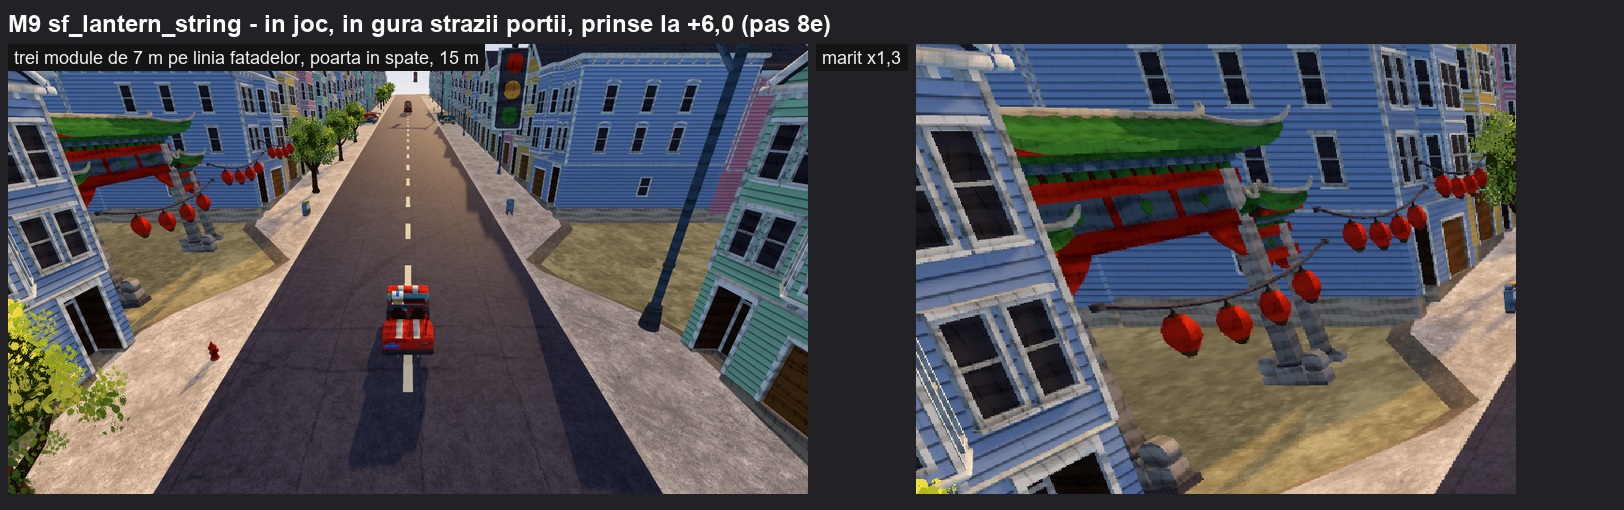 M9 sf_lantern_string - in joc, in gura strazii portii, prinse la +6,0 (pas 8e)
trei module de 7 m pe linia fatadelor, poarta in spate, 15 m
marit x1,3